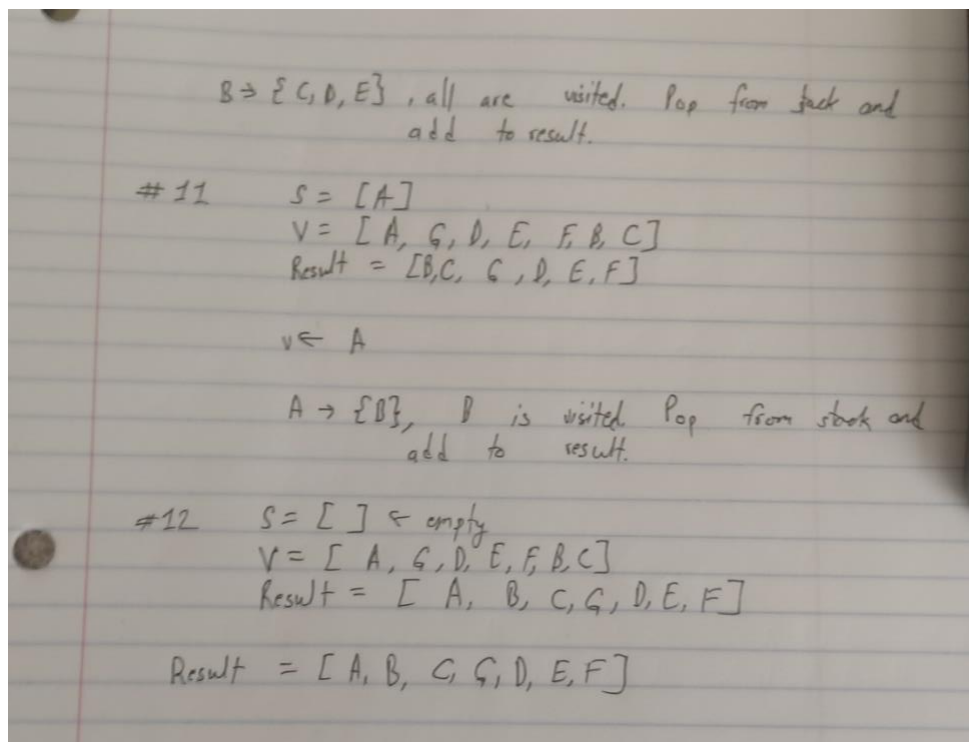 B → { C, D, E } , all are visited. Pop from stack and
add to result.
# 11 S = [A]
V = [ A, G, D, E, F, B, C ]
Result = [B, C, G, D, E, F]
v ← A
A → {B}, B is visited. Pop from stack and
add to result.
#12 S = [ ] ← empty
V = [ A, G, D, E, F, B, C ]
Result = [ A, B, C, G, D, E, F ]
Result = [ A, B, C, G, D, E, F ]